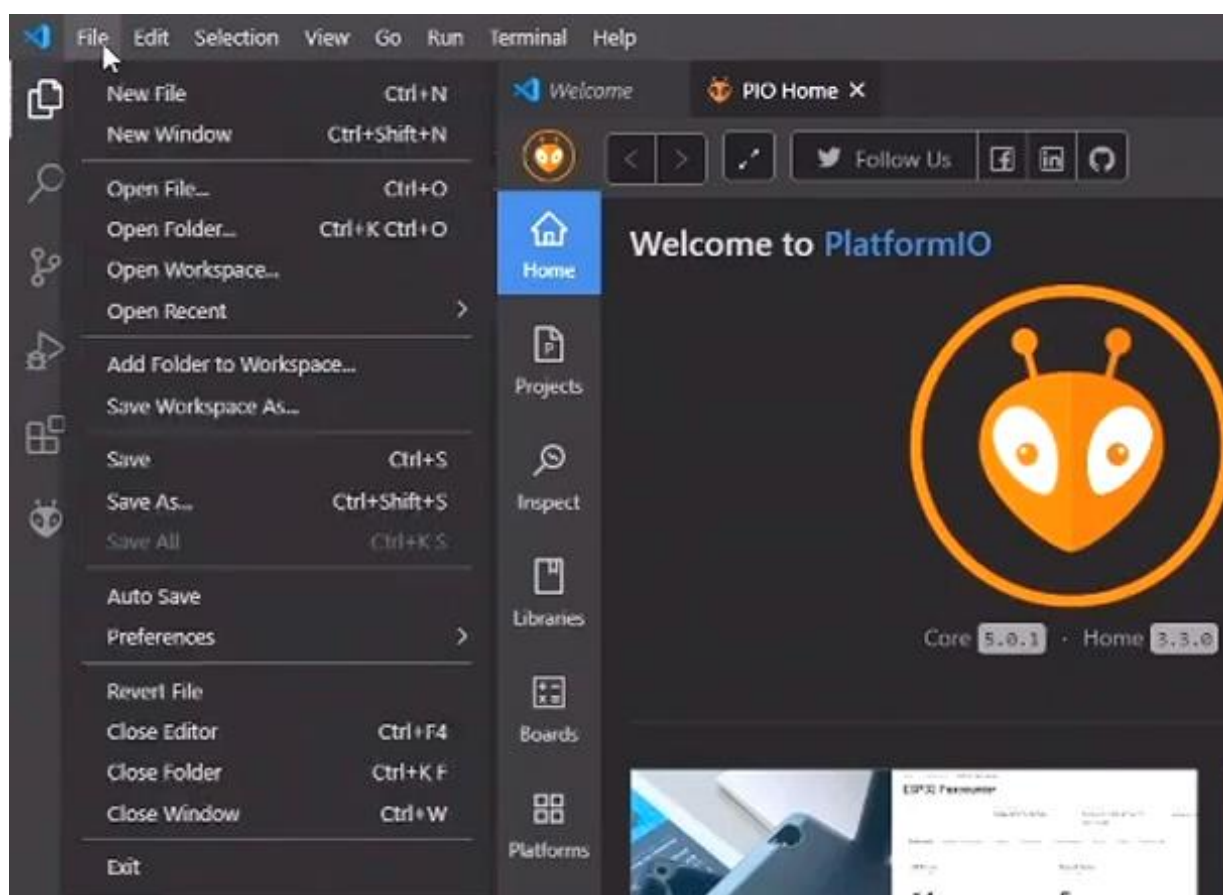 File Edit Selection View Go Run Terminal Help
New File Ctrl+N
New Window Ctrl+Shift+N
Open File... Ctrl+O
Open Folder... Ctrl+K Ctrl+O
Open Workspace...
Open Recent
Add Folder to Workspace...
Save Workspace As...
Save Ctrl+S
Save As... Ctrl+Shift+S
Save All Ctrl+K S
Auto Save
Preferences
Revert File
Close Editor Ctrl+F4
Close Folder Ctrl+K F
Close Window Ctrl+W
Exit
Welcome PIO Home
Follow Us
Home
Projects
Inspect
Libraries
Boards
Platforms
Welcome to PlatformIO
Core 5.0.1 · Home 3.3.0